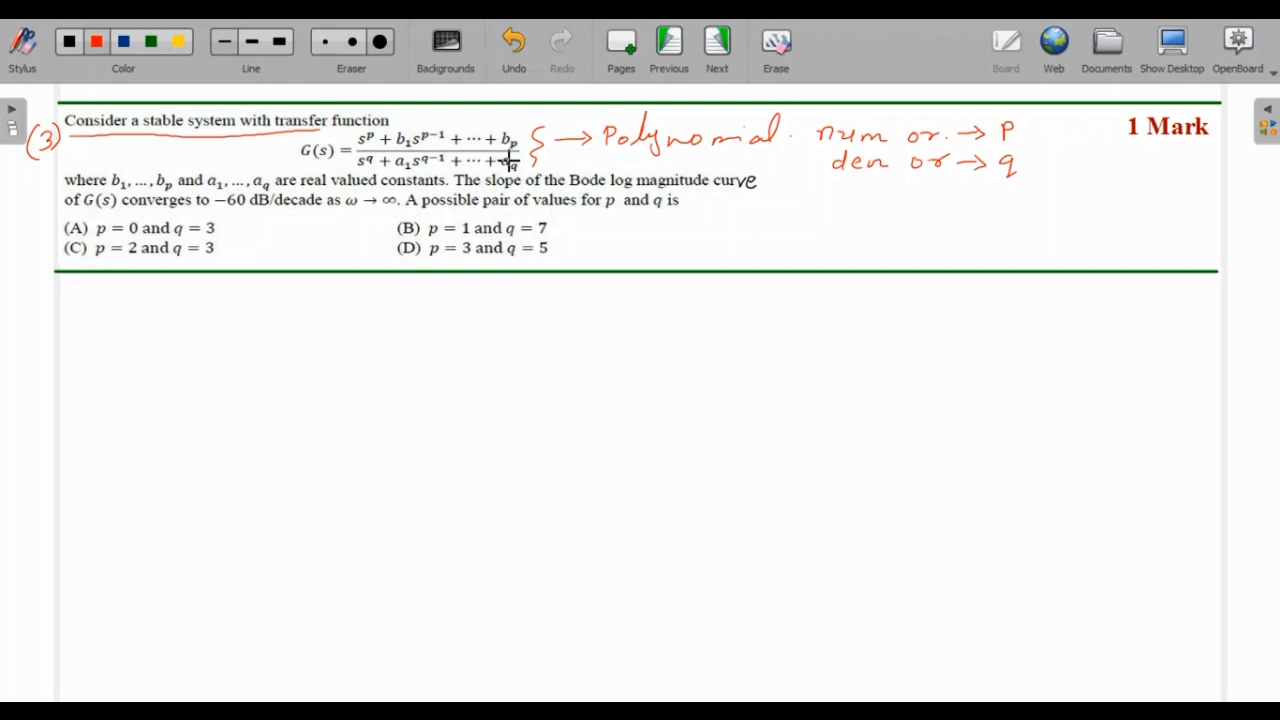 Stylus Color Line Eraser Backgrounds Undo Redo Pages Previous Next Erase Board Web Documents Show Desktop OpenBoard
(3) Consider a stable system with transfer function
G(s) = (s^p + b₁s^(p−1) + ⋯ + b_p) / (s^q + a₁s^(q−1) + ⋯ + a_q) } → Polynomial. num or. → p
den or → q
1 Mark
where b₁, …, b_p and a₁, …, a_q are real valued constants. The slope of the Bode log magnitude curve
of G(s) converges to −60 dB/decade as ω → ∞. A possible pair of values for p and q is
(A) p = 0 and q = 3 (B) p = 1 and q = 7
(C) p = 2 and q = 3 (D) p = 3 and q = 5